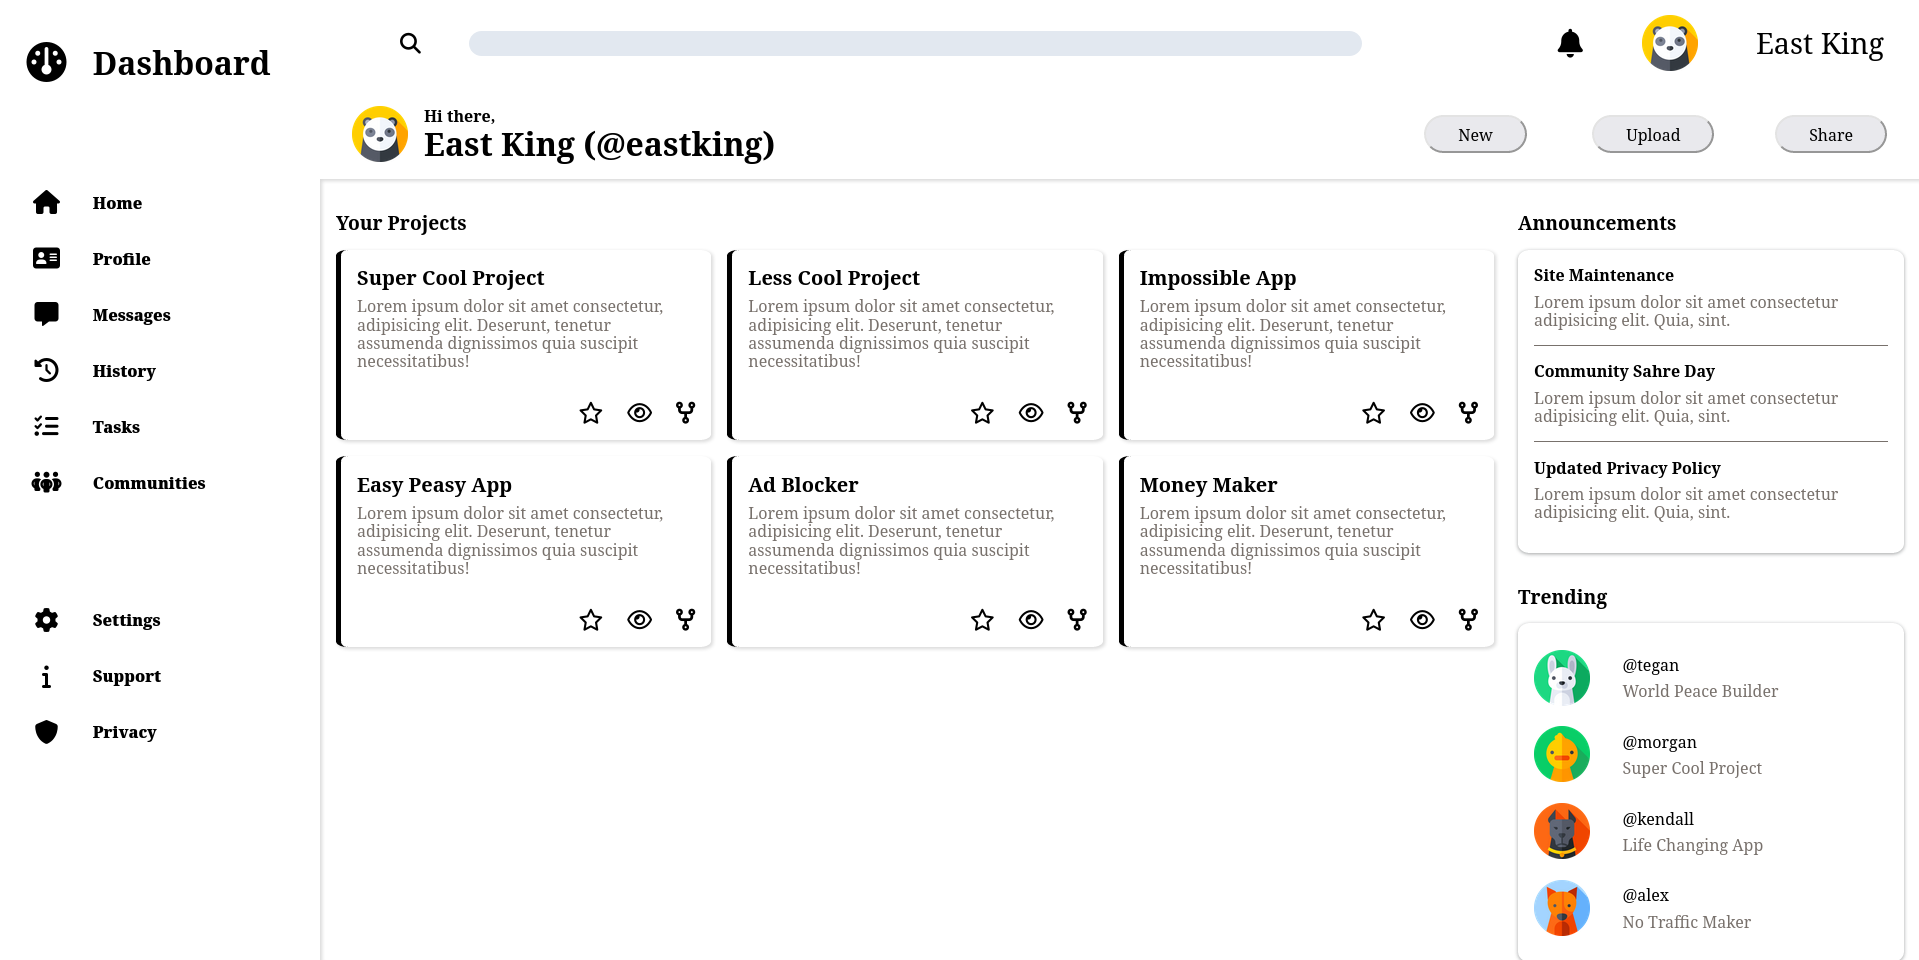 Dashboard
East King
Hi there,
East King (@eastking)
New
Upload
Share
Home
Profile
Messages
History
Tasks
Communities
Settings
Support
Privacy
Your Projects
Super Cool Project
Lorem ipsum dolor sit amet consectetur,
adipisicing elit. Deserunt, tenetur
assumenda dignissimos quia suscipit
necessitatibus!
Less Cool Project
Lorem ipsum dolor sit amet consectetur,
adipisicing elit. Deserunt, tenetur
assumenda dignissimos quia suscipit
necessitatibus!
Impossible App
Lorem ipsum dolor sit amet consectetur,
adipisicing elit. Deserunt, tenetur
assumenda dignissimos quia suscipit
necessitatibus!
Easy Peasy App
Lorem ipsum dolor sit amet consectetur,
adipisicing elit. Deserunt, tenetur
assumenda dignissimos quia suscipit
necessitatibus!
Ad Blocker
Lorem ipsum dolor sit amet consectetur,
adipisicing elit. Deserunt, tenetur
assumenda dignissimos quia suscipit
necessitatibus!
Money Maker
Lorem ipsum dolor sit amet consectetur,
adipisicing elit. Deserunt, tenetur
assumenda dignissimos quia suscipit
necessitatibus!
Announcements
Site Maintenance
Lorem ipsum dolor sit amet consectetur
adipisicing elit. Quia, sint.
Community Sahre Day
Lorem ipsum dolor sit amet consectetur
adipisicing elit. Quia, sint.
Updated Privacy Policy
Lorem ipsum dolor sit amet consectetur
adipisicing elit. Quia, sint.
Trending
@tegan
World Peace Builder
@morgan
Super Cool Project
@kendall
Life Changing App
@alex
No Traffic Maker